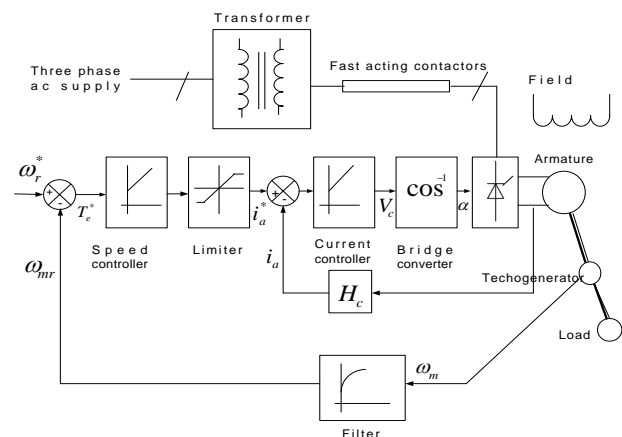 Transformer
Three phase
ac supply
Fast acting contactors
Field
Armature
ω_r^*
+
-
T_e^*
Speed
controller
Limiter
i_a^*
+
-
i_a
Current
controller
V_c
cos^-1
Bridge
converter
α
H_c
Techogenerator
Load
ω_mr
ω_m
Filter